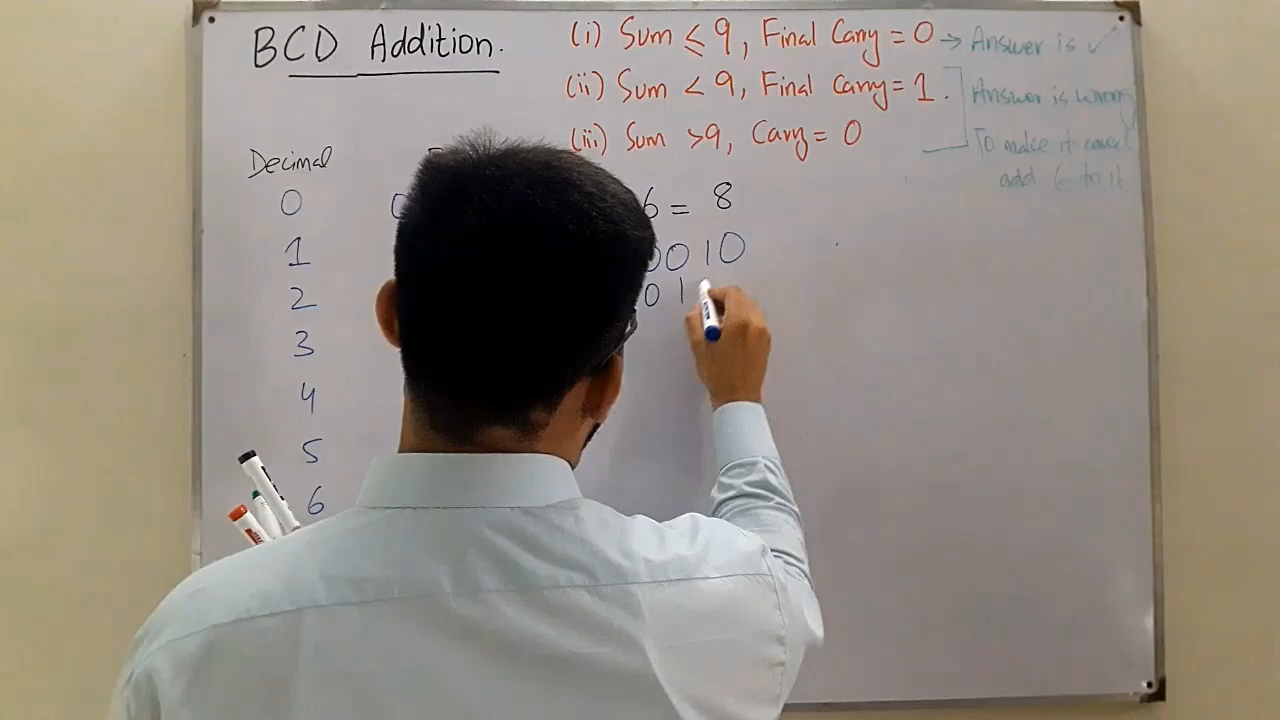 BCD Addition.
(i) Sum ≤ 9, Final Carry = 0 → Answer is ✓
(ii) Sum < 9, Final Carry = 1. Answer is wrong
(iii) Sum > 9, Carry = 0 To make it
add 6 to it
Decimal
0
1
2
3
4
5
6
6 = 8
0010
01